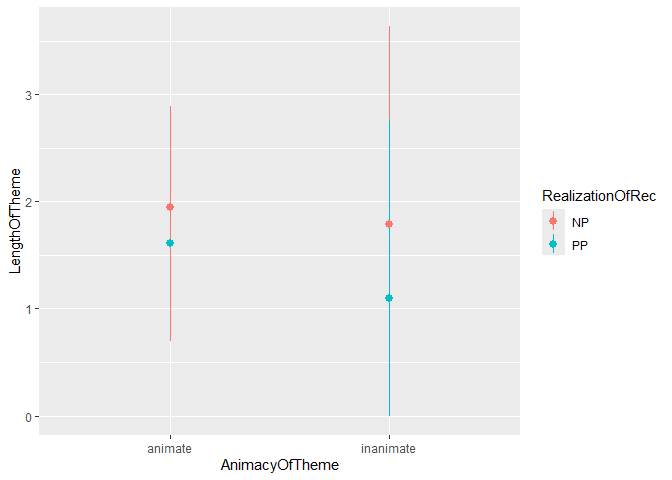 3
2
1
0
LengthOfTheme
animate
inanimate
AnimacyOfTheme
RealizationOfRec
NP
PP